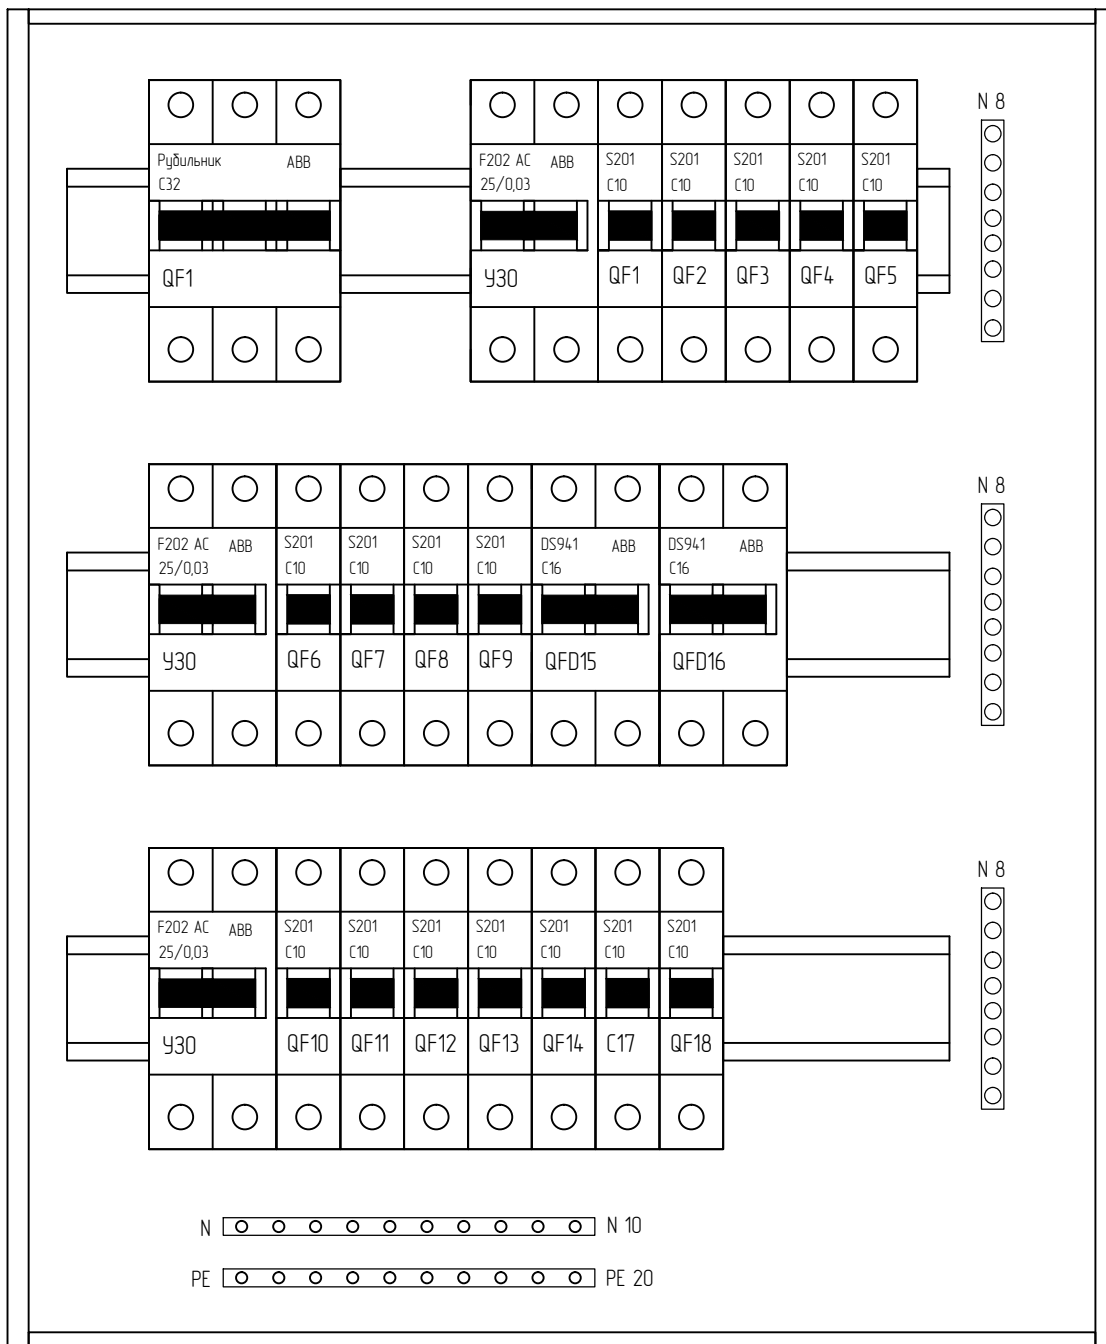 N 8
Рубильник ABB
C32
QF1
F202 AC ABB
25/0,03
УЗО
S201
C10
QF1
S201
C10
QF2
S201
C10
QF3
S201
C10
QF4
S201
C10
QF5
N 8
F202 AC ABB
25/0,03
УЗО
S201
C10
QF6
S201
C10
QF7
S201
C10
QF8
S201
C10
QF9
DS941 ABB
C16
QFD15
DS941 ABB
C16
QFD16
N 8
F202 AC ABB
25/0,03
УЗО
S201
C10
QF10
S201
C10
QF11
S201
C10
QF12
S201
C10
QF13
S201
C10
QF14
S201
C10
C17
S201
C10
QF18
N N 10
PE PE 20